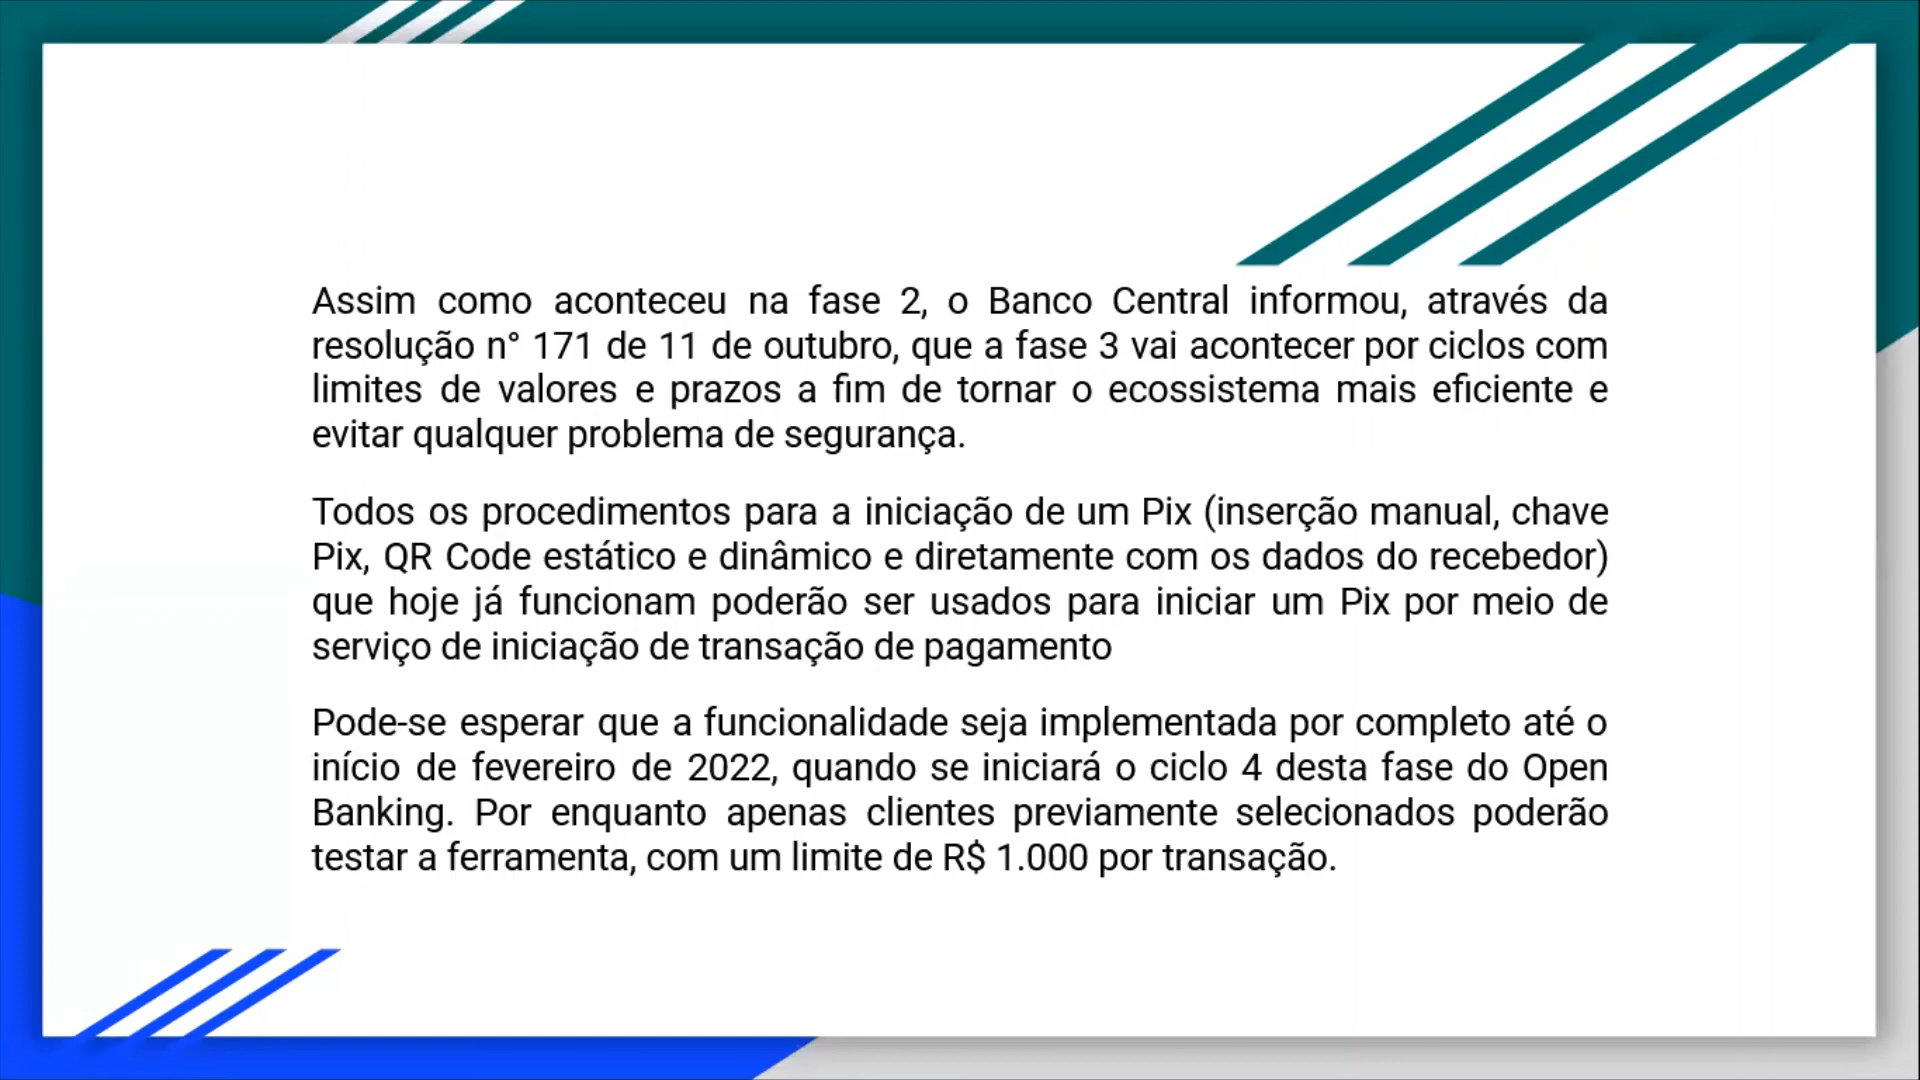 Assim como aconteceu na fase 2, o Banco Central informou, através da
resolução n° 171 de 11 de outubro, que a fase 3 vai acontecer por ciclos com
limites de valores e prazos a fim de tornar o ecossistema mais eficiente e
evitar qualquer problema de segurança.
Todos os procedimentos para a iniciação de um Pix (inserção manual, chave
Pix, QR Code estático e dinâmico e diretamente com os dados do recebedor)
que hoje já funcionam poderão ser usados para iniciar um Pix por meio de
serviço de iniciação de transação de pagamento
Pode-se esperar que a funcionalidade seja implementada por completo até o
início de fevereiro de 2022, quando se iniciará o ciclo 4 desta fase do Open
Banking. Por enquanto apenas clientes previamente selecionados poderão
testar a ferramenta, com um limite de R$ 1.000 por transação.